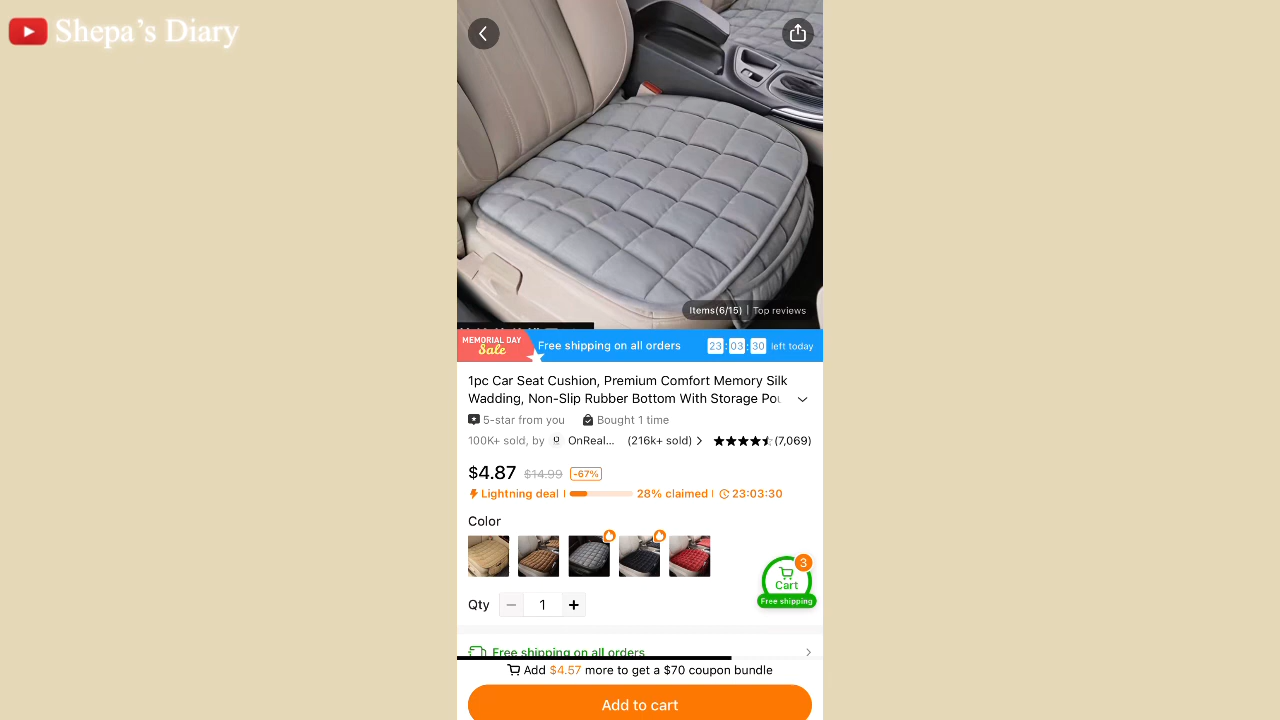 Shepa's Diary
Items(6/15) | Top reviews
MEMORIAL DAY
Sale
Free shipping on all orders
23:03:30 left today
1pc Car Seat Cushion, Premium Comfort Memory Silk
Wadding, Non-Slip Rubber Bottom With Storage
5-star from you
Bought 1 time
100K+ sold, by
OnReal...
(216k+ sold)
(7,069)
$4.87 $14.99 -67%
Lightning deal
28% claimed
23:03:30
Color
Qty
1
3
Cart
Free shipping
Free shipping on all orders
Add $4.57 more to get a $70 coupon bundle
Add to cart